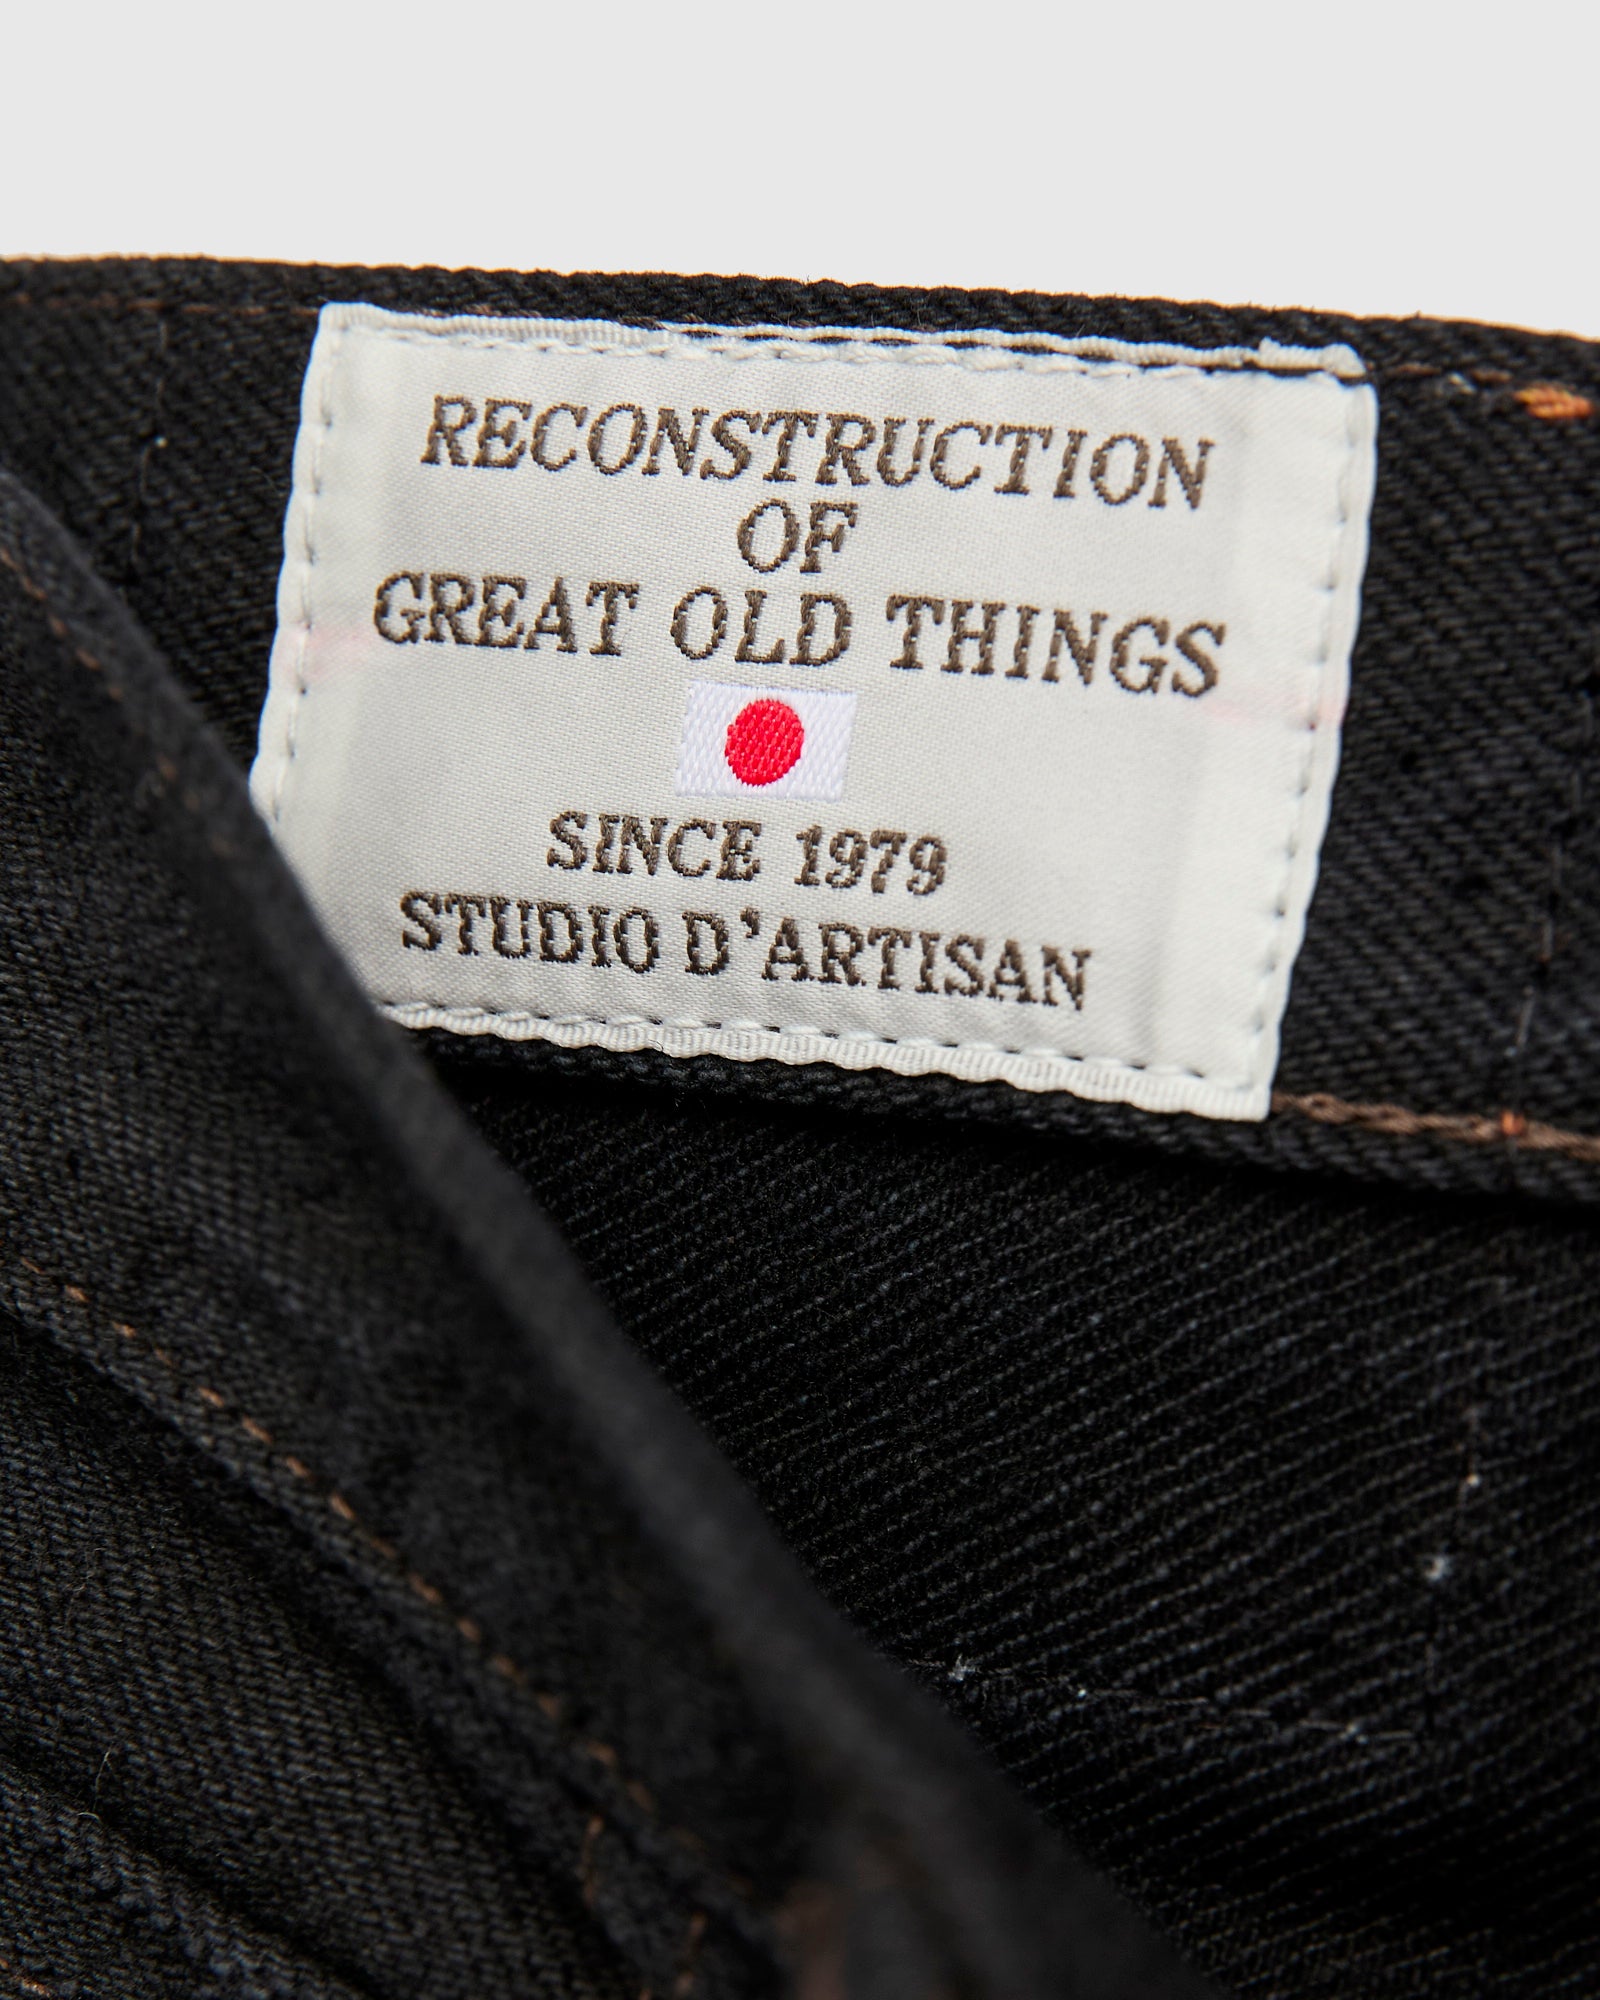 RECONSTRUCTION
OF
GREAT OLD THINGS
SINCE 1979
STUDIO D'ARTISAN